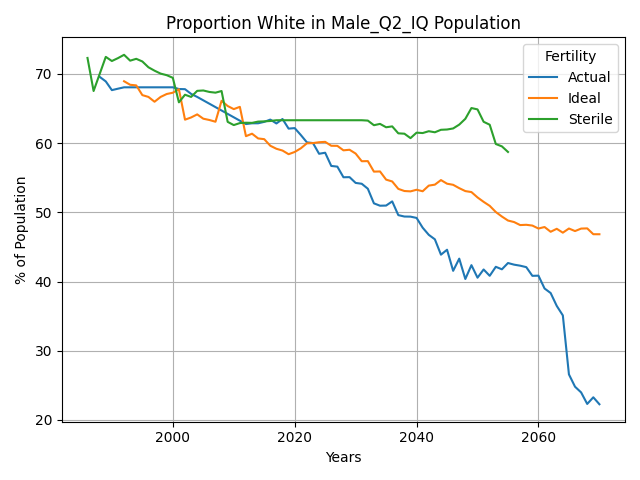 Proportion White in Male_Q2_IQ Population
Fertility
Actual
Ideal
Sterile
% of Population
70
60
50
40
30
20
2000
2020
2040
2060
Years